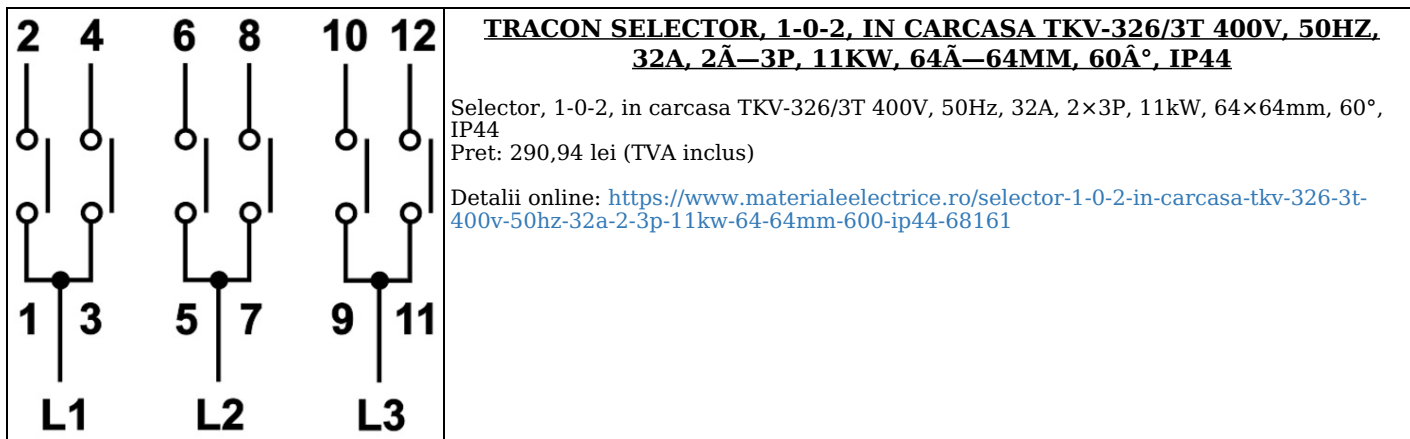 2 4 6 8 10 12
1 3 5 7 9 11
L1 L2 L3
TRACON SELECTOR, 1-0-2, IN CARCASA TKV-326/3T 400V, 50HZ,
32A, 2Ã—3P, 11KW, 64Ã—64MM, 60Â°, IP44
Selector, 1-0-2, in carcasa TKV-326/3T 400V, 50Hz, 32A, 2×3P, 11kW, 64×64mm, 60°,
IP44
Pret: 290,94 lei (TVA inclus)
Detalii online: https://www.materialeelectrice.ro/selector-1-0-2-in-carcasa-tkv-326-3t-
400v-50hz-32a-2-3p-11kw-64-64mm-600-ip44-68161